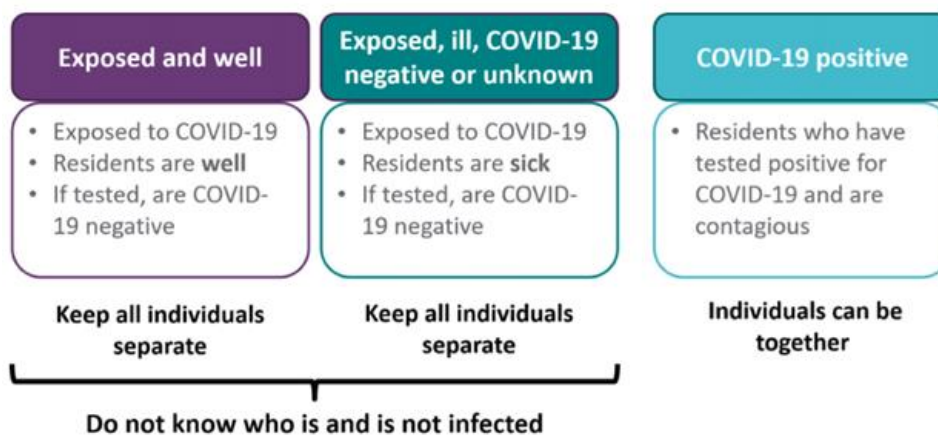 Exposed and well
• Exposed to COVID-19
• Residents are well
• If tested, are COVID-
19 negative
Keep all individuals
separate
Exposed, ill, COVID-19
negative or unknown
• Exposed to COVID-19
• Residents are sick
• If tested, are COVID-
19 negative
Keep all individuals
separate
Do not know who is and is not infected
COVID-19 positive
• Residents who have
tested positive for
COVID-19 and are
contagious
Individuals can be
together